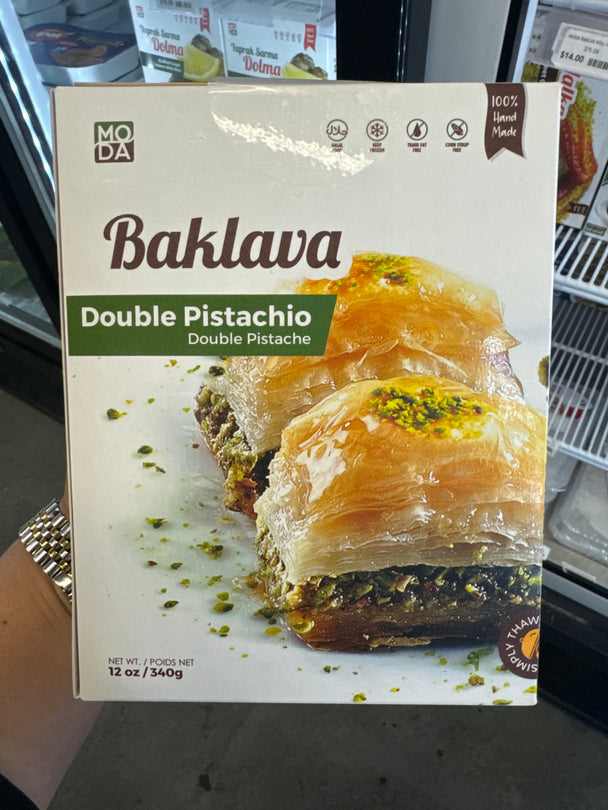 MODA
Yaprak Sarma
Dolma
Yaprak Sarma
Dolma
$14.00
MO
DA
HALAL
KEEP
FROZEN
TRANS FAT
FREE
CORN SYRUP
FREE
100%
Hand
Made
Baklava
Double Pistachio
Double Pistache
NET WT. / POIDS NET
12 oz / 340g
SIMPLY THAW